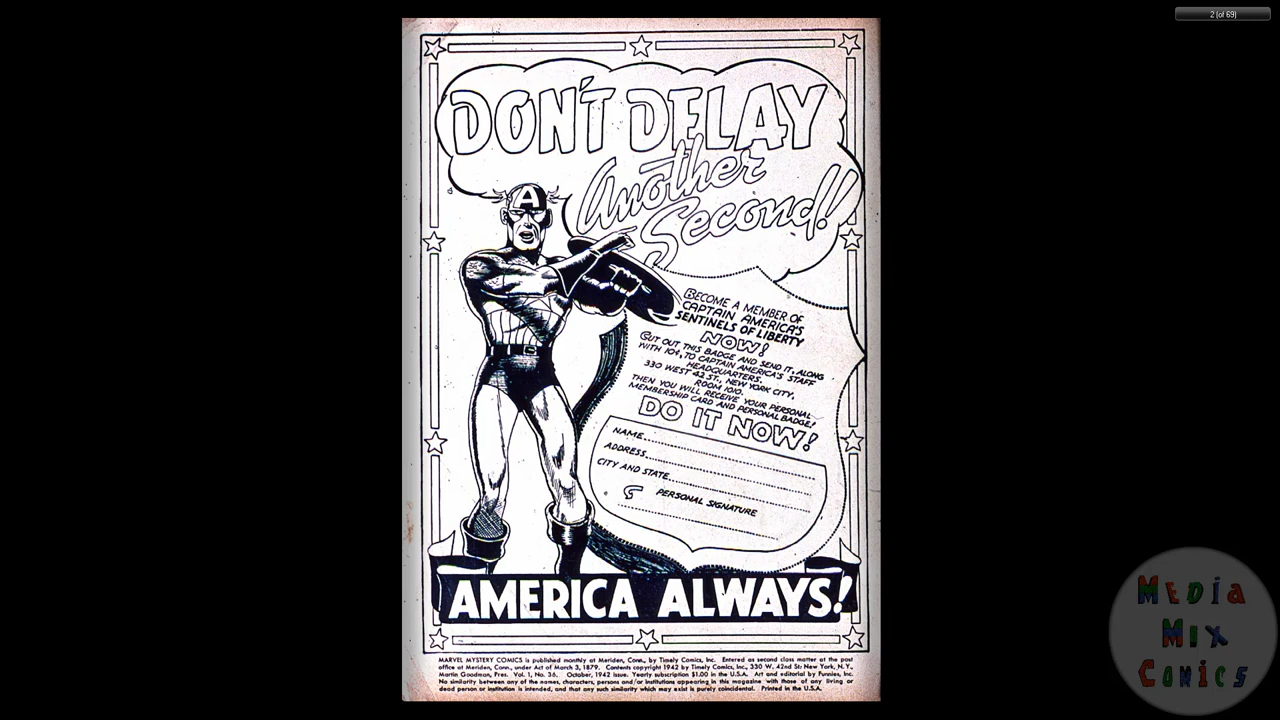 2 (of 69)
DON'T DELAY
Another
Second!!
A
BECOME A MEMBER OF
CAPTAIN AMERICA'S
SENTINELS OF LIBERTY
NOW!
CUT OUT THIS BADGE AND SEND IT, ALONG
WITH 10¢, TO CAPTAIN AMERICA'S STAFF
HEADQUARTERS,
330 WEST 42 ST., NEW YORK CITY,
ROOM 1010.
THEN YOU WILL RECEIVE YOUR PERSONAL
MEMBERSHIP CARD AND PERSONAL BADGE!
DO IT NOW!
NAME
ADDRESS
CITY AND STATE
PERSONAL SIGNATURE
AMERICA ALWAYS!
MARVEL MYSTERY COMICS is published monthly at Meriden, Conn., by Timely Comics, Inc. Entered as second class matter at the post
office at Meriden, Conn., under Act of March 3, 1879. Contents copyright 1942 by Timely Comics, Inc., 330 W. 42nd St: New York, N.Y.,
Martin Goodman, Pres. Vol. 1, No. 36. October, 1942 issue. Yearly subscription $1.00 in the U.S.A. Art and editorial by Funnies, Inc.
No similarity between any of the names, characters, persons and/or institutions appearing in this magazine with those of any living or
dead person or institution is intended, and that any such similarity which may exist is purely coincidental. Printed in the U.S.A.
MEDIA
MIX
COMICS